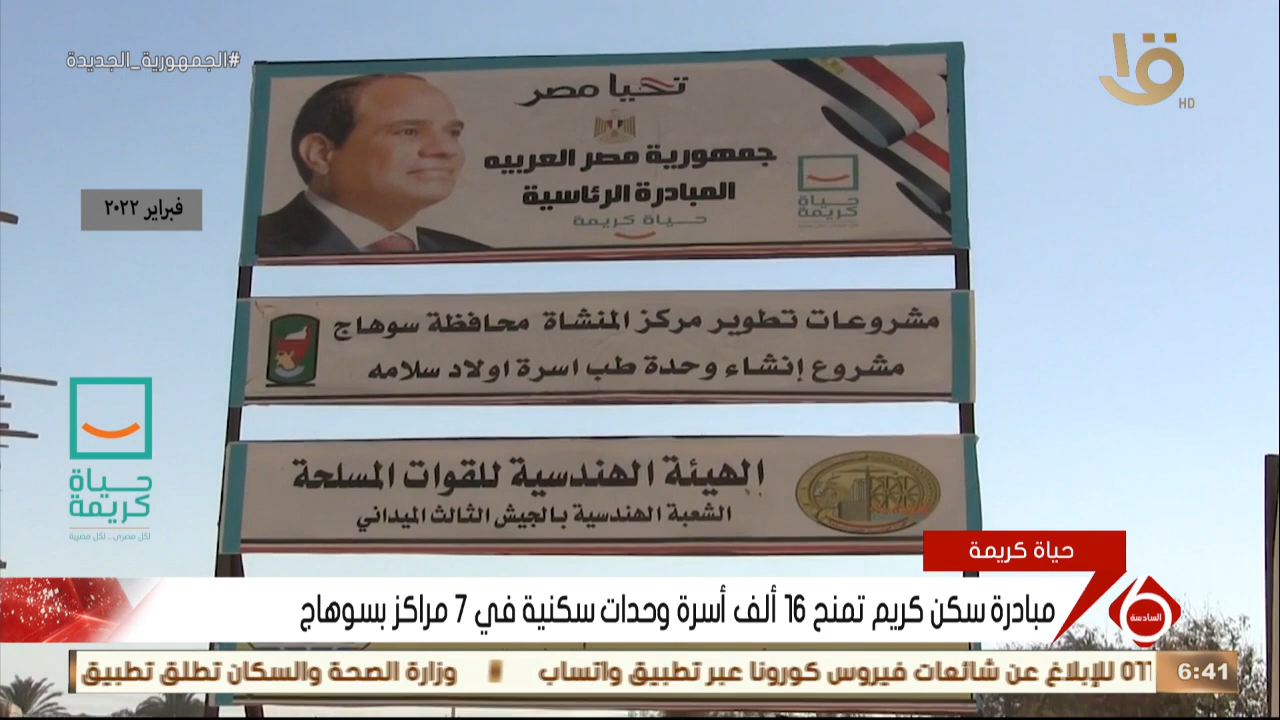 #الجمهورية_الجديدة
HD
تحيا مصر
جمهورية مصر العربيه
المبادرة الرئاسية
حياة كريمة
حياة
كريمة
فبراير ٢٠٢٢
مشروعات تطوير مركز المنشاة محافظة سوهاج
مشروع إنشاء وحدة طب اسرة اولاد سلامه
الهيئة الهندسية للقوات المسلحة
الشعبة الهندسية بالجيش الثالث الميداني
حياة
كريمة
لكل مصري .. لكل مصرية
حياة كريمة
السادسة
مبادرة سكن كريم تمنح 16 ألف أسرة وحدات سكنية في 7 مراكز بسوهاج
6:41
011 للإبلاغ عن شائعات فيروس كورونا عبر تطبيق واتساب
وزارة الصحة والسكان تطلق تطبيق